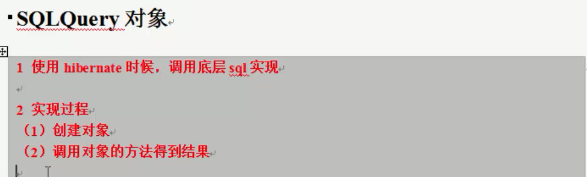 SQLQuery 对象
1 使用 hibernate 时候，调用底层 sql 实现
2 实现过程
（1）创建对象
（2）调用对象的方法得到结果